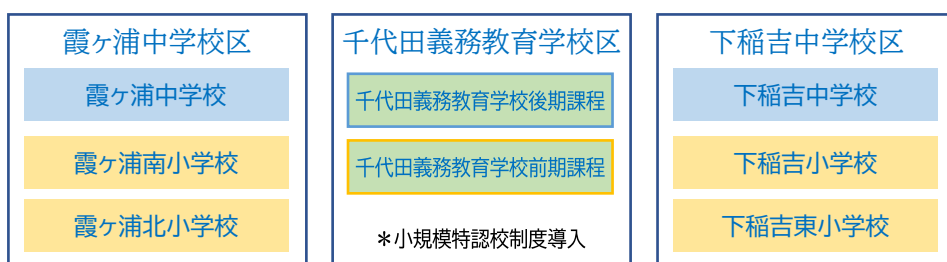 霞ヶ浦中学校区
霞ヶ浦中学校
霞ヶ浦南小学校
霞ヶ浦北小学校
千代田義務教育学校区
千代田義務教育学校後期課程
千代田義務教育学校前期課程
＊小規模特認校制度導入
下稲吉中学校区
下稲吉中学校
下稲吉小学校
下稲吉東小学校